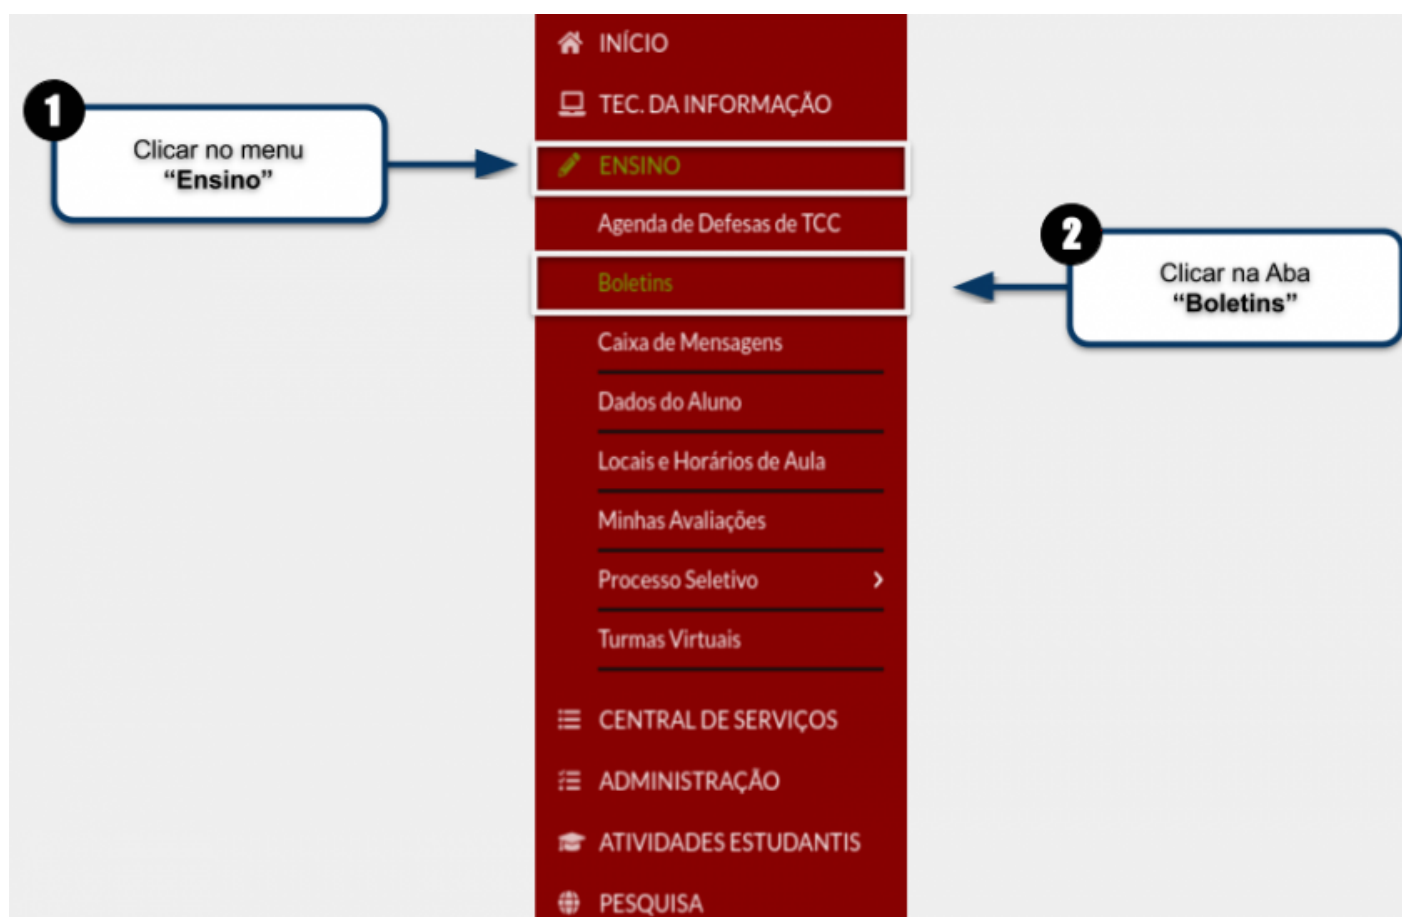 INÍCIO
TEC. DA INFORMAÇÃO
1
Clicar no menu
“Ensino”
ENSINO
Agenda de Defesas de TCC
2
Clicar na Aba
“Boletins”
Boletins
Caixa de Mensagens
Dados do Aluno
Locais e Horários de Aula
Minhas Avaliações
Processo Seletivo
Turmas Virtuais
CENTRAL DE SERVIÇOS
ADMINISTRAÇÃO
ATIVIDADES ESTUDANTIS
PESQUISA